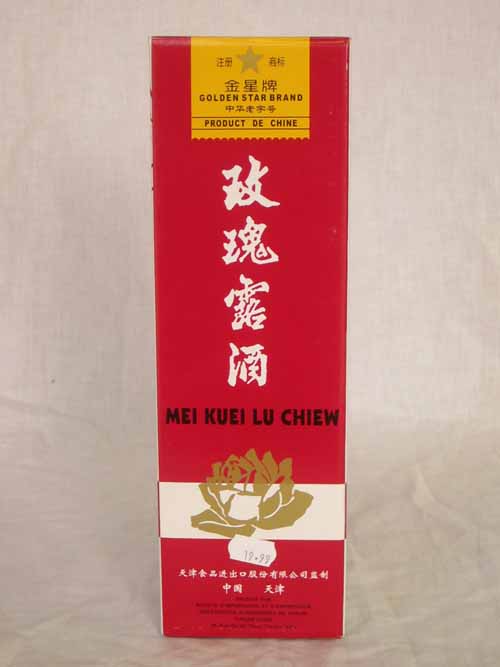 注册 商标
金星牌
GOLDEN STAR BRAND
中华老字号
PRODUCT DE CHINE
玫瑰露酒
MEI KUEI LU CHIEW
19.98
天津食品进出口股份有限公司监制
中国 天津